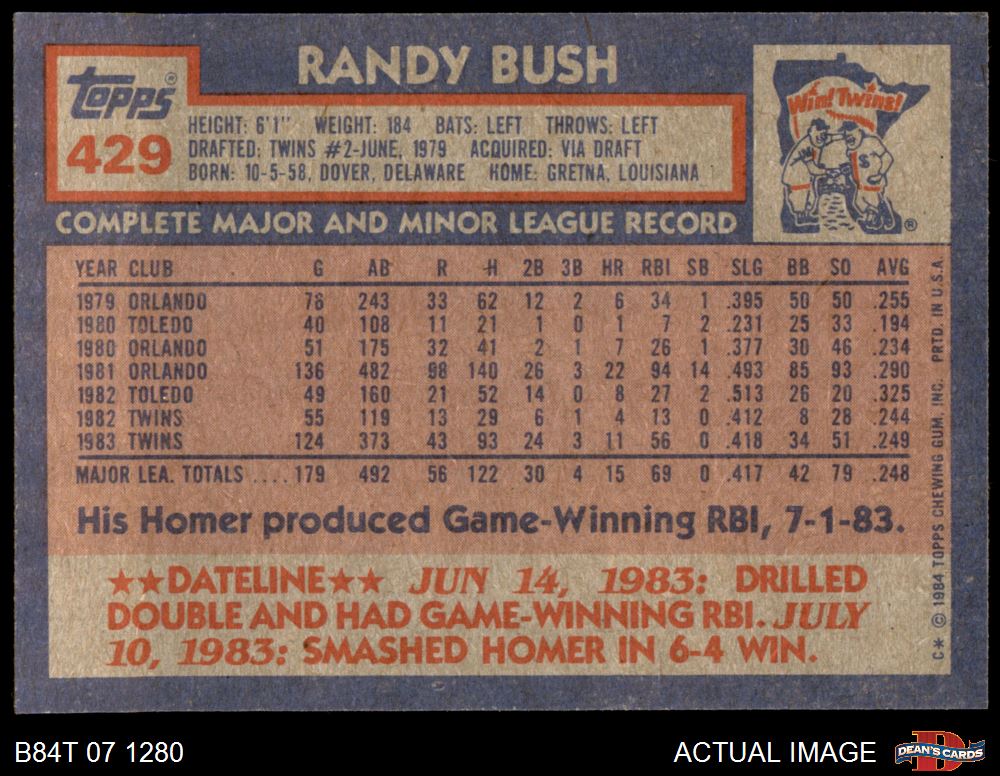 RANDY BUSH
Topps®
429
HEIGHT: 6'1" WEIGHT: 184 BATS: LEFT THROWS: LEFT
DRAFTED: TWINS #2-JUNE, 1979 ACQUIRED: VIA DRAFT
BORN: 10-5-58, DOVER, DELAWARE HOME: GRETNA, LOUISIANA
Win! Twins!
®
COMPLETE MAJOR AND MINOR LEAGUE RECORD
YEAR CLUB G AB R H 2B 3B HR RBI SB SLG BB SO AVG
1979 ORLANDO 76 243 33 62 12 2 6 34 1 .395 50 50 .255
1980 TOLEDO 40 108 11 21 1 0 1 7 2 .231 25 33 .194
1980 ORLANDO 51 175 32 41 2 1 7 26 1 .377 30 46 .234
1981 ORLANDO 136 482 98 140 26 3 22 94 14 .493 85 93 .290
1982 TOLEDO 49 160 21 52 14 0 8 27 2 .513 26 20 .325
1982 TWINS 55 119 13 29 6 1 4 13 0 .412 8 28 .244
1983 TWINS 124 373 43 93 24 3 11 56 0 .418 34 51 .249
MAJOR LEA. TOTALS ....179 492 56 122 30 4 15 69 0 .417 42 79 .248
His Homer produced Game-Winning RBI, 7-1-83.
★★DATELINE★★ JUN 14, 1983: DRILLED
DOUBLE AND HAD GAME-WINNING RBI. JULY
10, 1983: SMASHED HOMER IN 6-4 WIN.
C* © 1984 TOPPS CHEWING GUM, INC. PRTD. IN U.S.A.
B84T 07 1280
ACTUAL IMAGE
DEAN'S CARDS